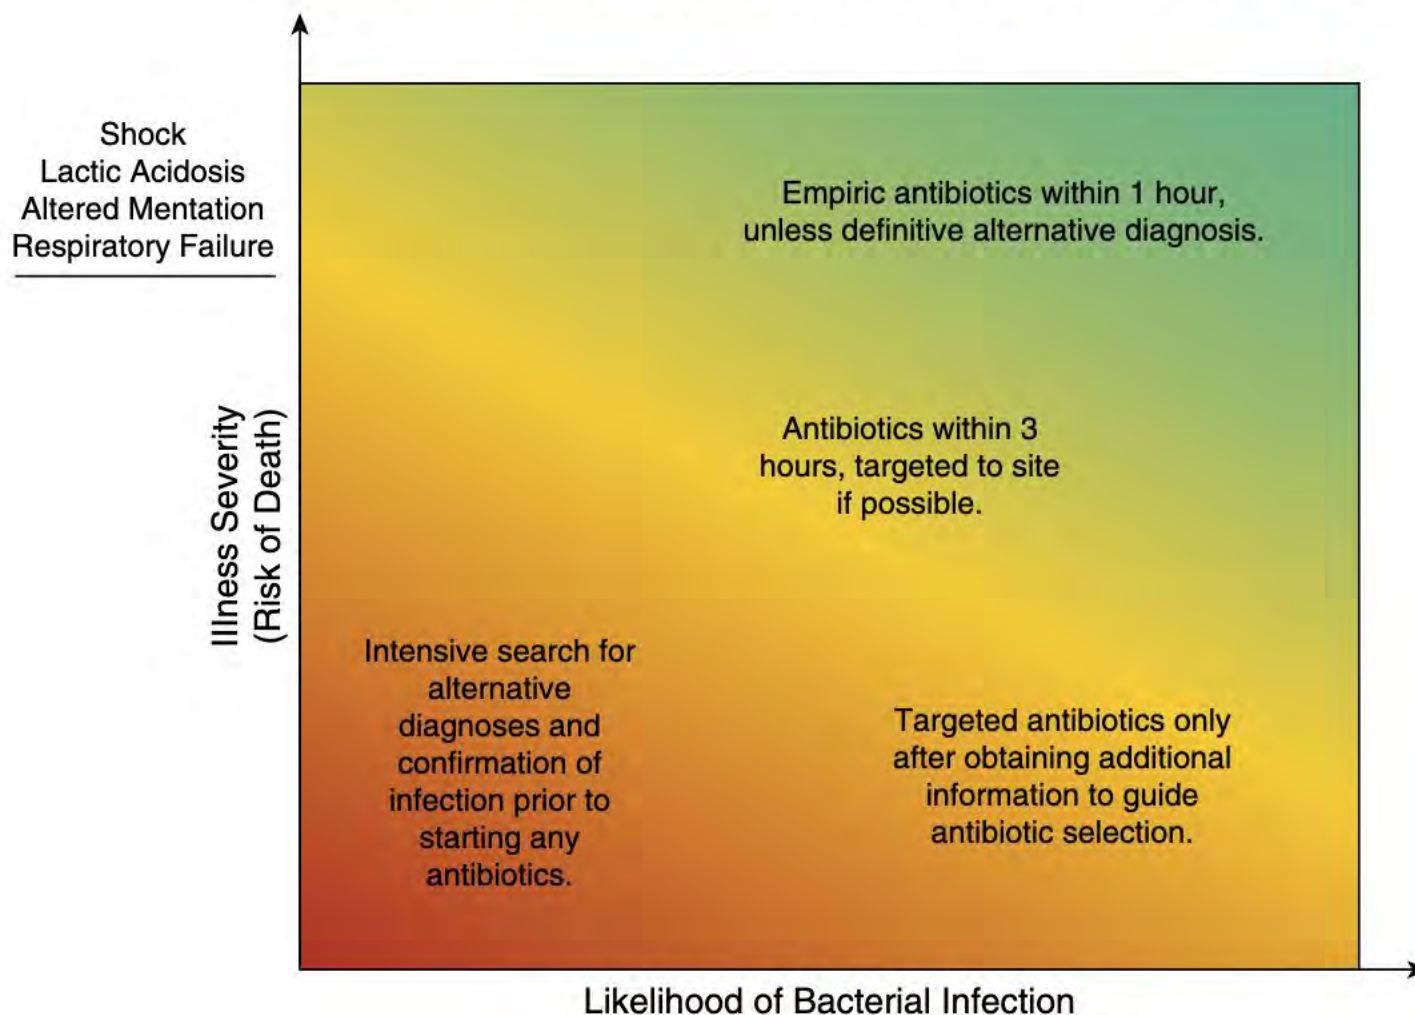 Shock
Lactic Acidosis
Altered Mentation
Respiratory Failure
Illness Severity
(Risk of Death)
Empiric antibiotics within 1 hour,
unless definitive alternative diagnosis.
Antibiotics within 3
hours, targeted to site
if possible.
Intensive search for
alternative
diagnoses and
confirmation of
infection prior to
starting any
antibiotics.
Targeted antibiotics only
after obtaining additional
information to guide
antibiotic selection.
Likelihood of Bacterial Infection